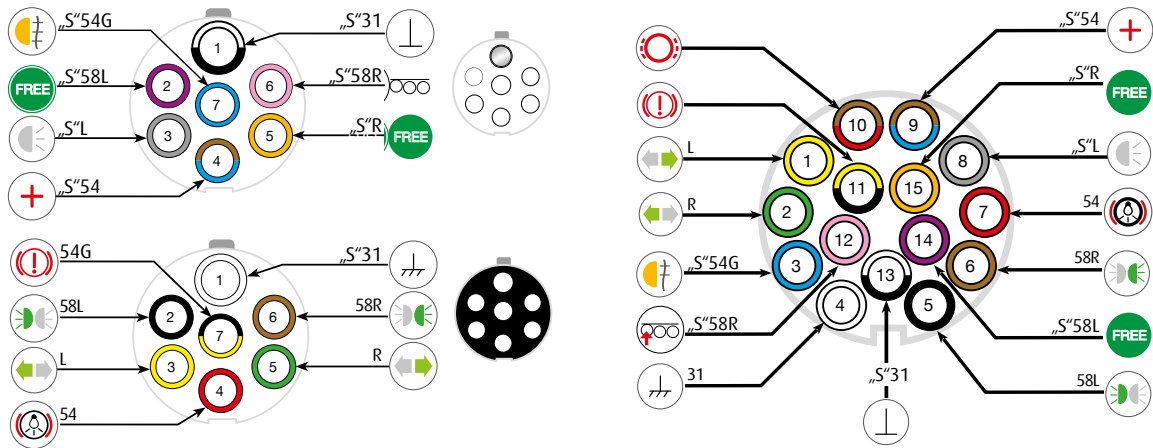 „S“54G
„S“31
1
FREE
„S“58L
2
6
„S“58R
7
„S“L
3
5
„S“R
FREE
4
„S“54
54G
„S“31
1
58L
2
6
58R
7
L
3
5
R
4
54
„S“54
„S“R
FREE
10
9
L
1
8
„S“L
11
15
R
2
7
54
12
14
„S“54G
3
13
6
58R
4
5
„S“58R
„S“58L
FREE
31
„S“31
58L